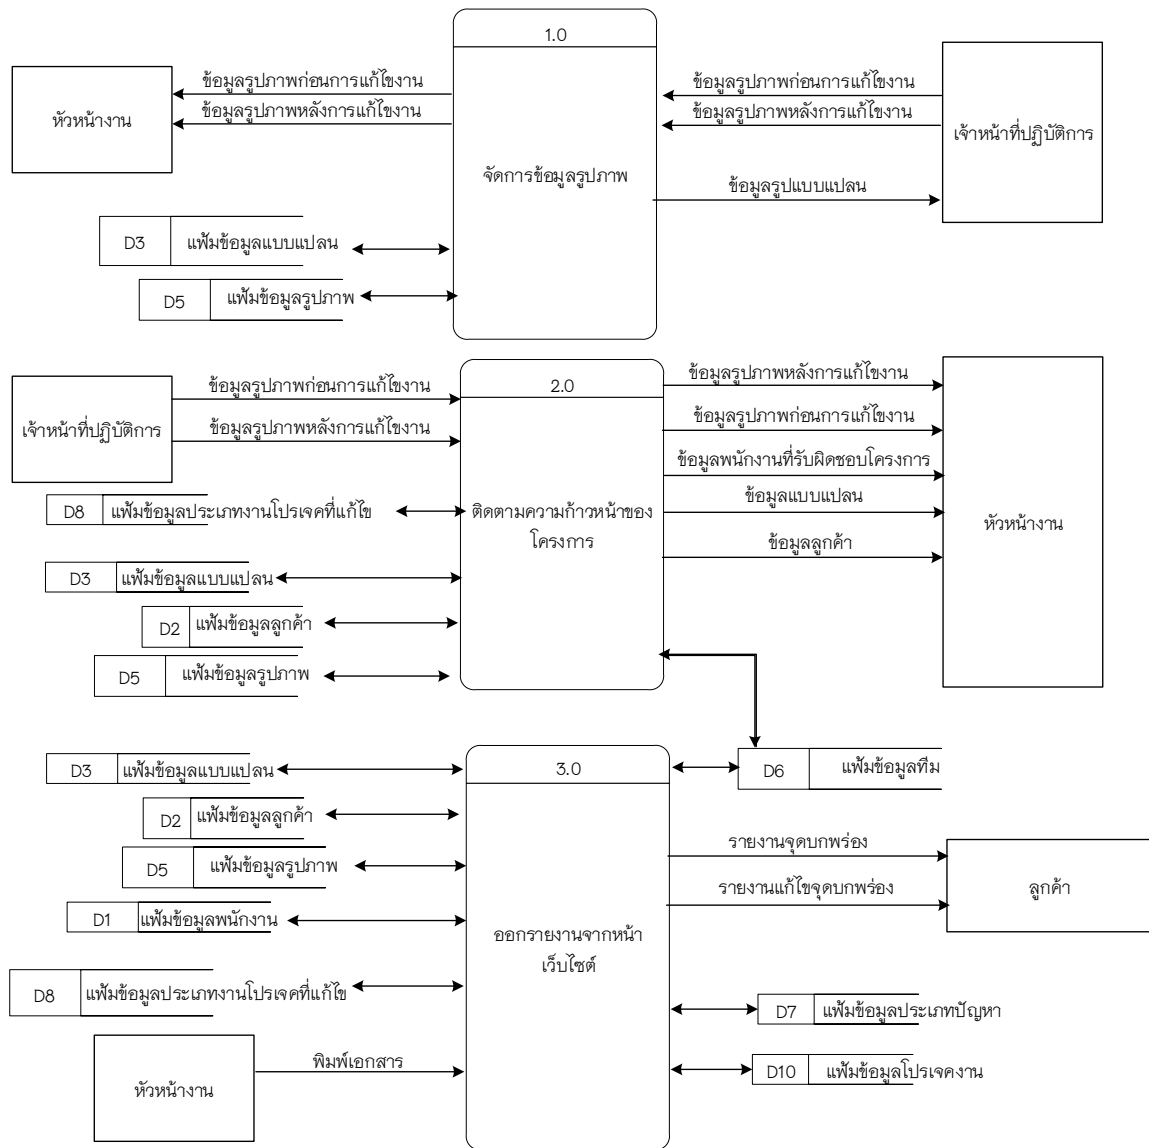 1.0
หัวหน้างาน
ข้อมูลรูปภาพก่อนการแก้ไขงาน
ข้อมูลรูปภาพหลังการแก้ไขงาน
จัดการข้อมูลรูปภาพ
ข้อมูลรูปภาพก่อนการแก้ไขงาน
ข้อมูลรูปภาพหลังการแก้ไขงาน
เจ้าหน้าที่ปฏิบัติการ
ข้อมูลรูปแบบแปลน
D3 แฟ้มข้อมูลแบบแปลน
D5 แฟ้มข้อมูลรูปภาพ
2.0
เจ้าหน้าที่ปฏิบัติการ
ข้อมูลรูปภาพก่อนการแก้ไขงาน
ข้อมูลรูปภาพหลังการแก้ไขงาน
ข้อมูลรูปภาพหลังการแก้ไขงาน
ข้อมูลรูปภาพก่อนการแก้ไขงาน
ข้อมูลพนักงานที่รับผิดชอบโครงการ
ข้อมูลแบบแปลน
ข้อมูลลูกค้า
หัวหน้างาน
D8 แฟ้มข้อมูลประเภทงานโปรเจคที่แก้ไข
ติดตามความก้าวหน้าของ
โครงการ
D3 แฟ้มข้อมูลแบบแปลน
D2 แฟ้มข้อมูลลูกค้า
D5 แฟ้มข้อมูลรูปภาพ
3.0
D3 แฟ้มข้อมูลแบบแปลน
D6 แฟ้มข้อมูลทีม
D2 แฟ้มข้อมูลลูกค้า
D5 แฟ้มข้อมูลรูปภาพ
รายงานจุดบกพร่อง
รายงานแก้ไขจุดบกพร่อง
ลูกค้า
D1 แฟ้มข้อมูลพนักงาน
ออกรายงานจากหน้า
เว็บไซต์
D8 แฟ้มข้อมูลประเภทงานโปรเจคที่แก้ไข
D7 แฟ้มข้อมูลประเภทปัญหา
พิมพ์เอกสาร
D10 แฟ้มข้อมูลโปรเจคงาน
หัวหน้างาน